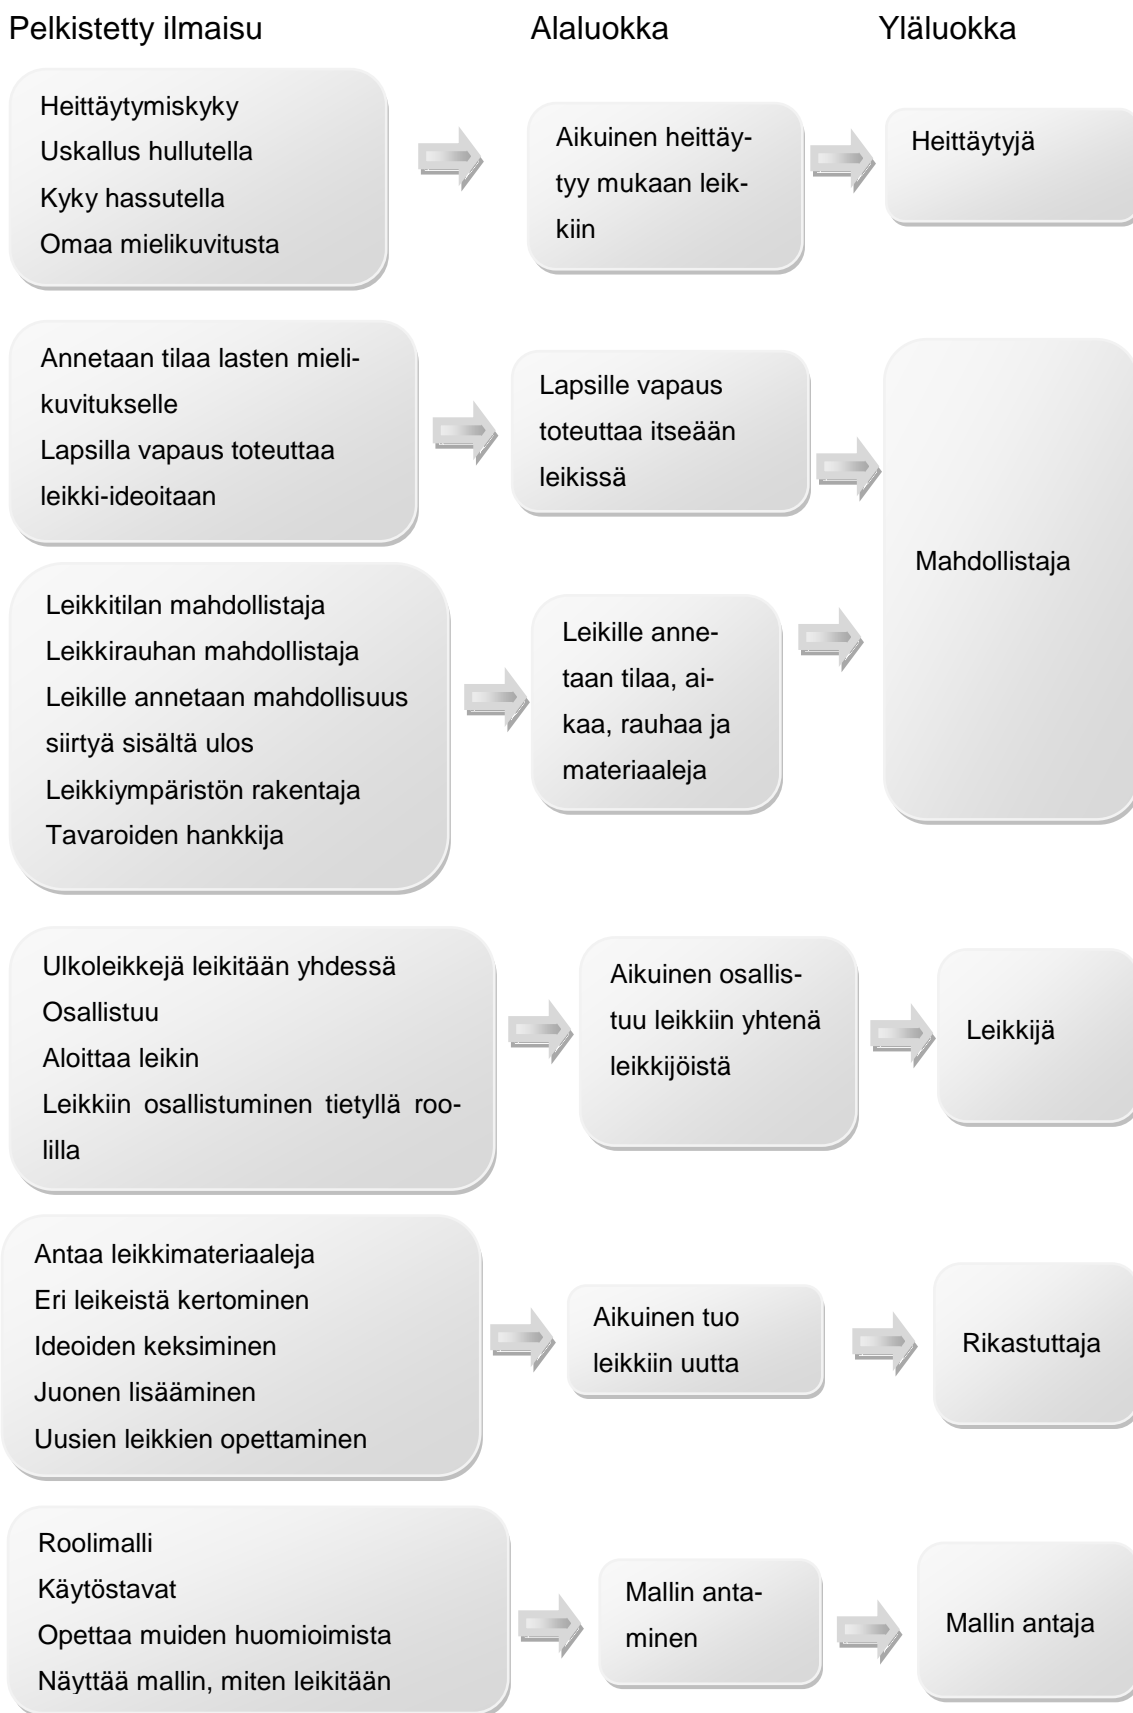 Pelkistetty ilmaisu
Alaluokka
Yläluokka
Heittäytymiskyky
Uskallus hullutella
Kyky hassutella
Omaa mielikuvitusta
Aikuinen heittäy-
tyy mukaan leik-
kiin
Heittäytyjä
Annetaan tilaa lasten mieli-
kuvitukselle
Lapsilla vapaus toteuttaa
leikki-ideoitaan
Lapsille vapaus
toteuttaa itseään
leikissä
Mahdollistaja
Leikkitilan mahdollistaja
Leikkirauhan mahdollistaja
Leikille annetaan mahdollisuus
siirtyä sisältä ulos
Leikkiympäristön rakentaja
Tavaroiden hankkija
Leikille anne-
taan tilaa, ai-
kaa, rauhaa ja
materiaaleja
Ulkoleikkejä leikitään yhdessä
Osallistuu
Aloittaa leikin
Leikkiin osallistuminen tietyllä roo-
lilla
Aikuinen osallis-
tuu leikkiin yhtenä
leikkijöistä
Leikkijä
Antaa leikkimateriaaleja
Eri leikeistä kertominen
Ideoiden keksiminen
Juonen lisääminen
Uusien leikkien opettaminen
Aikuinen tuo
leikkiin uutta
Rikastuttaja
Roolimalli
Käytöstavat
Opettaa muiden huomioimista
Näyttää mallin, miten leikitään
Mallin anta-
minen
Mallin antaja